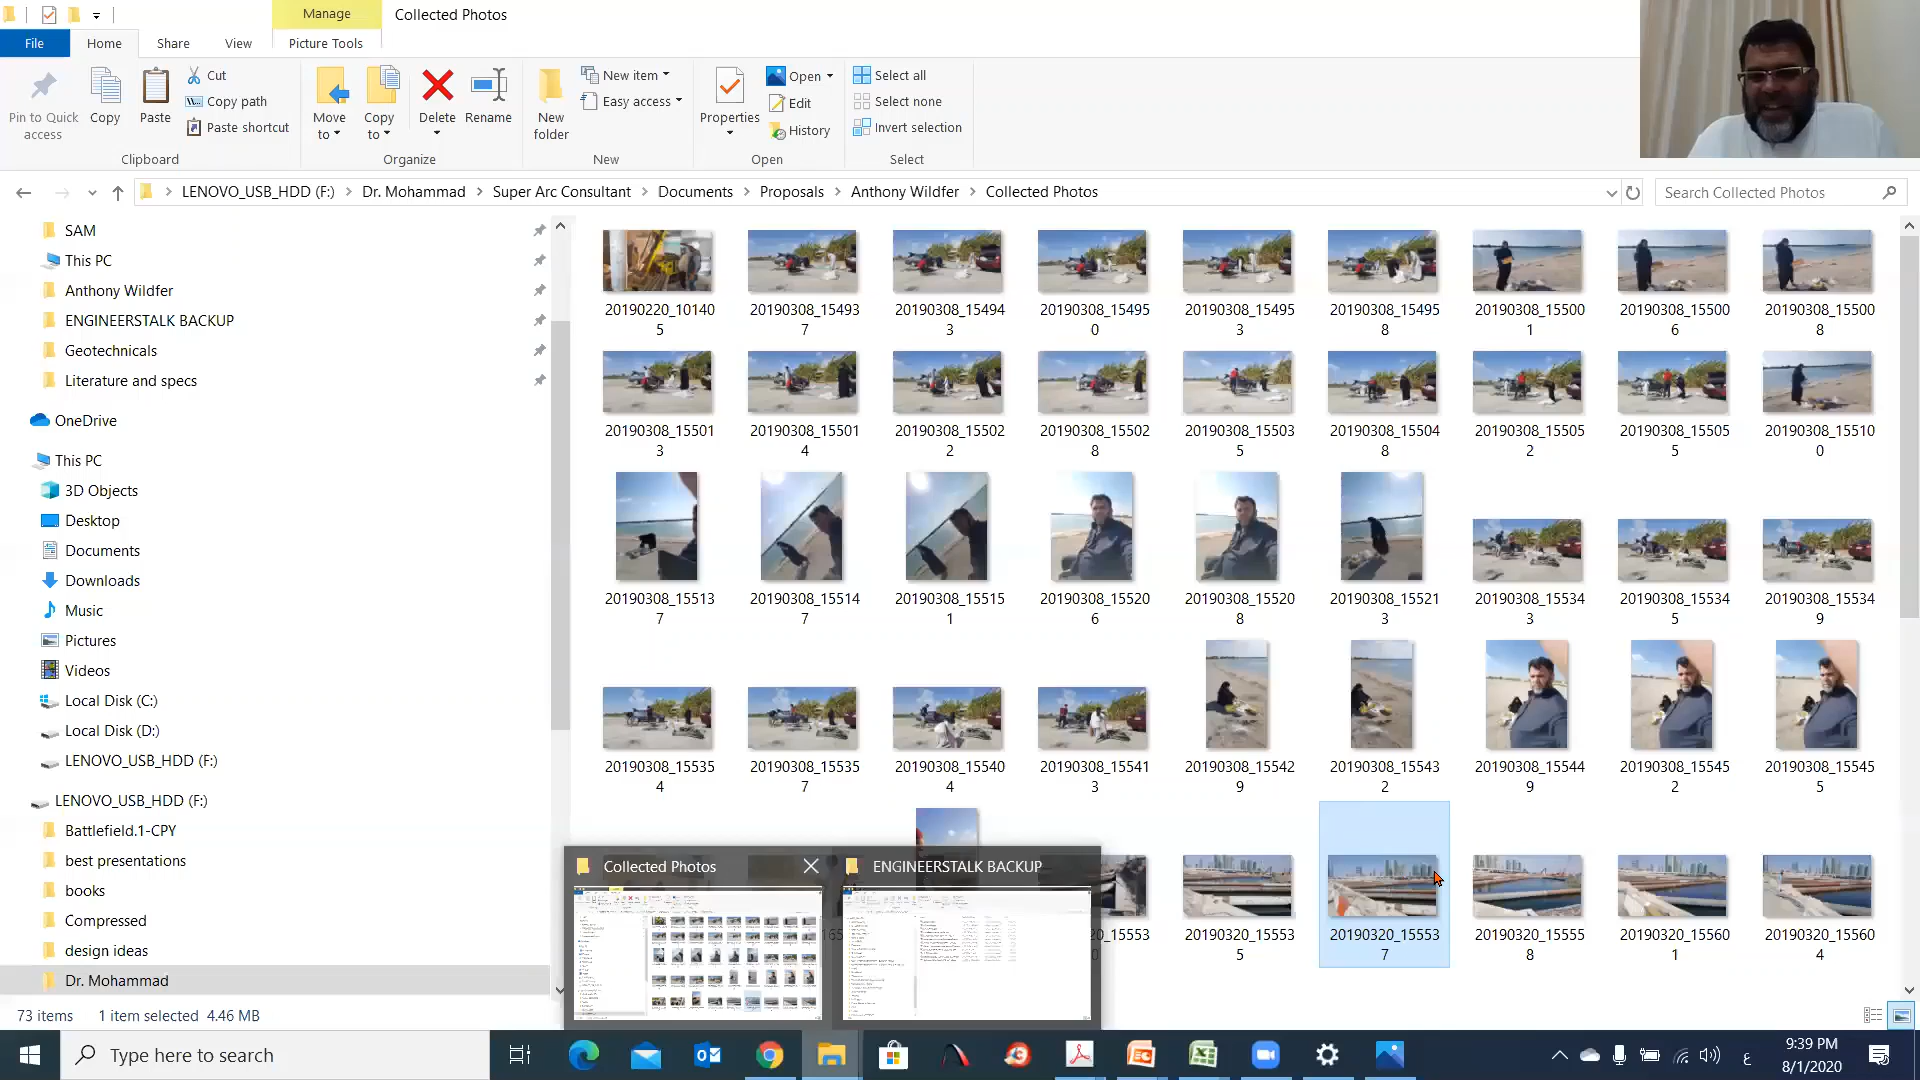 Manage
Collected Photos
File
Home
Share
View
Picture Tools
Pin to Quick access
Copy
Paste
Cut
Copy path
Paste shortcut
Clipboard
Move to
Copy to
Delete
Rename
Organize
New folder
New item
Easy access
New
Properties
Open
Edit
History
Open
Select all
Select none
Invert selection
Select
LENOVO_USB_HDD (F:)
Dr. Mohammad
Super Arc Consultant
Documents
Proposals
Anthony Wildfer
Collected Photos
Search Collected Photos
SAM
This PC
Anthony Wildfer
ENGINEERSTALK BACKUP
Geotechnicals
Literature and specs
OneDrive
This PC
3D Objects
Desktop
Documents
Downloads
Music
Pictures
Videos
Local Disk (C:)
Local Disk (D:)
LENOVO_USB_HDD (F:)
LENOVO_USB_HDD (F:)
Battlefield.1-CPY
best presentations
books
Compressed
design ideas
Dr. Mohammad
20190220_101405
20190308_154937
20190308_154943
20190308_154950
20190308_154953
20190308_154958
20190308_155001
20190308_155006
20190308_155008
20190308_155013
20190308_155014
20190308_155022
20190308_155028
20190308_155035
20190308_155048
20190308_155052
20190308_155055
20190308_155100
20190308_155137
20190308_155147
20190308_155151
20190308_155206
20190308_155208
20190308_155213
20190308_155343
20190308_155345
20190308_155349
20190308_155354
20190308_155357
20190308_155404
20190308_155413
20190308_155429
20190308_155432
20190308_155449
20190308_155452
20190308_155455
20190320_155335
20190320_155337
20190320_155558
20190320_155601
20190320_155604
Collected Photos
ENGINEERSTALK BACKUP
73 items
1 item selected
4.46 MB
Type here to search
ع
9:39 PM
8/1/2020